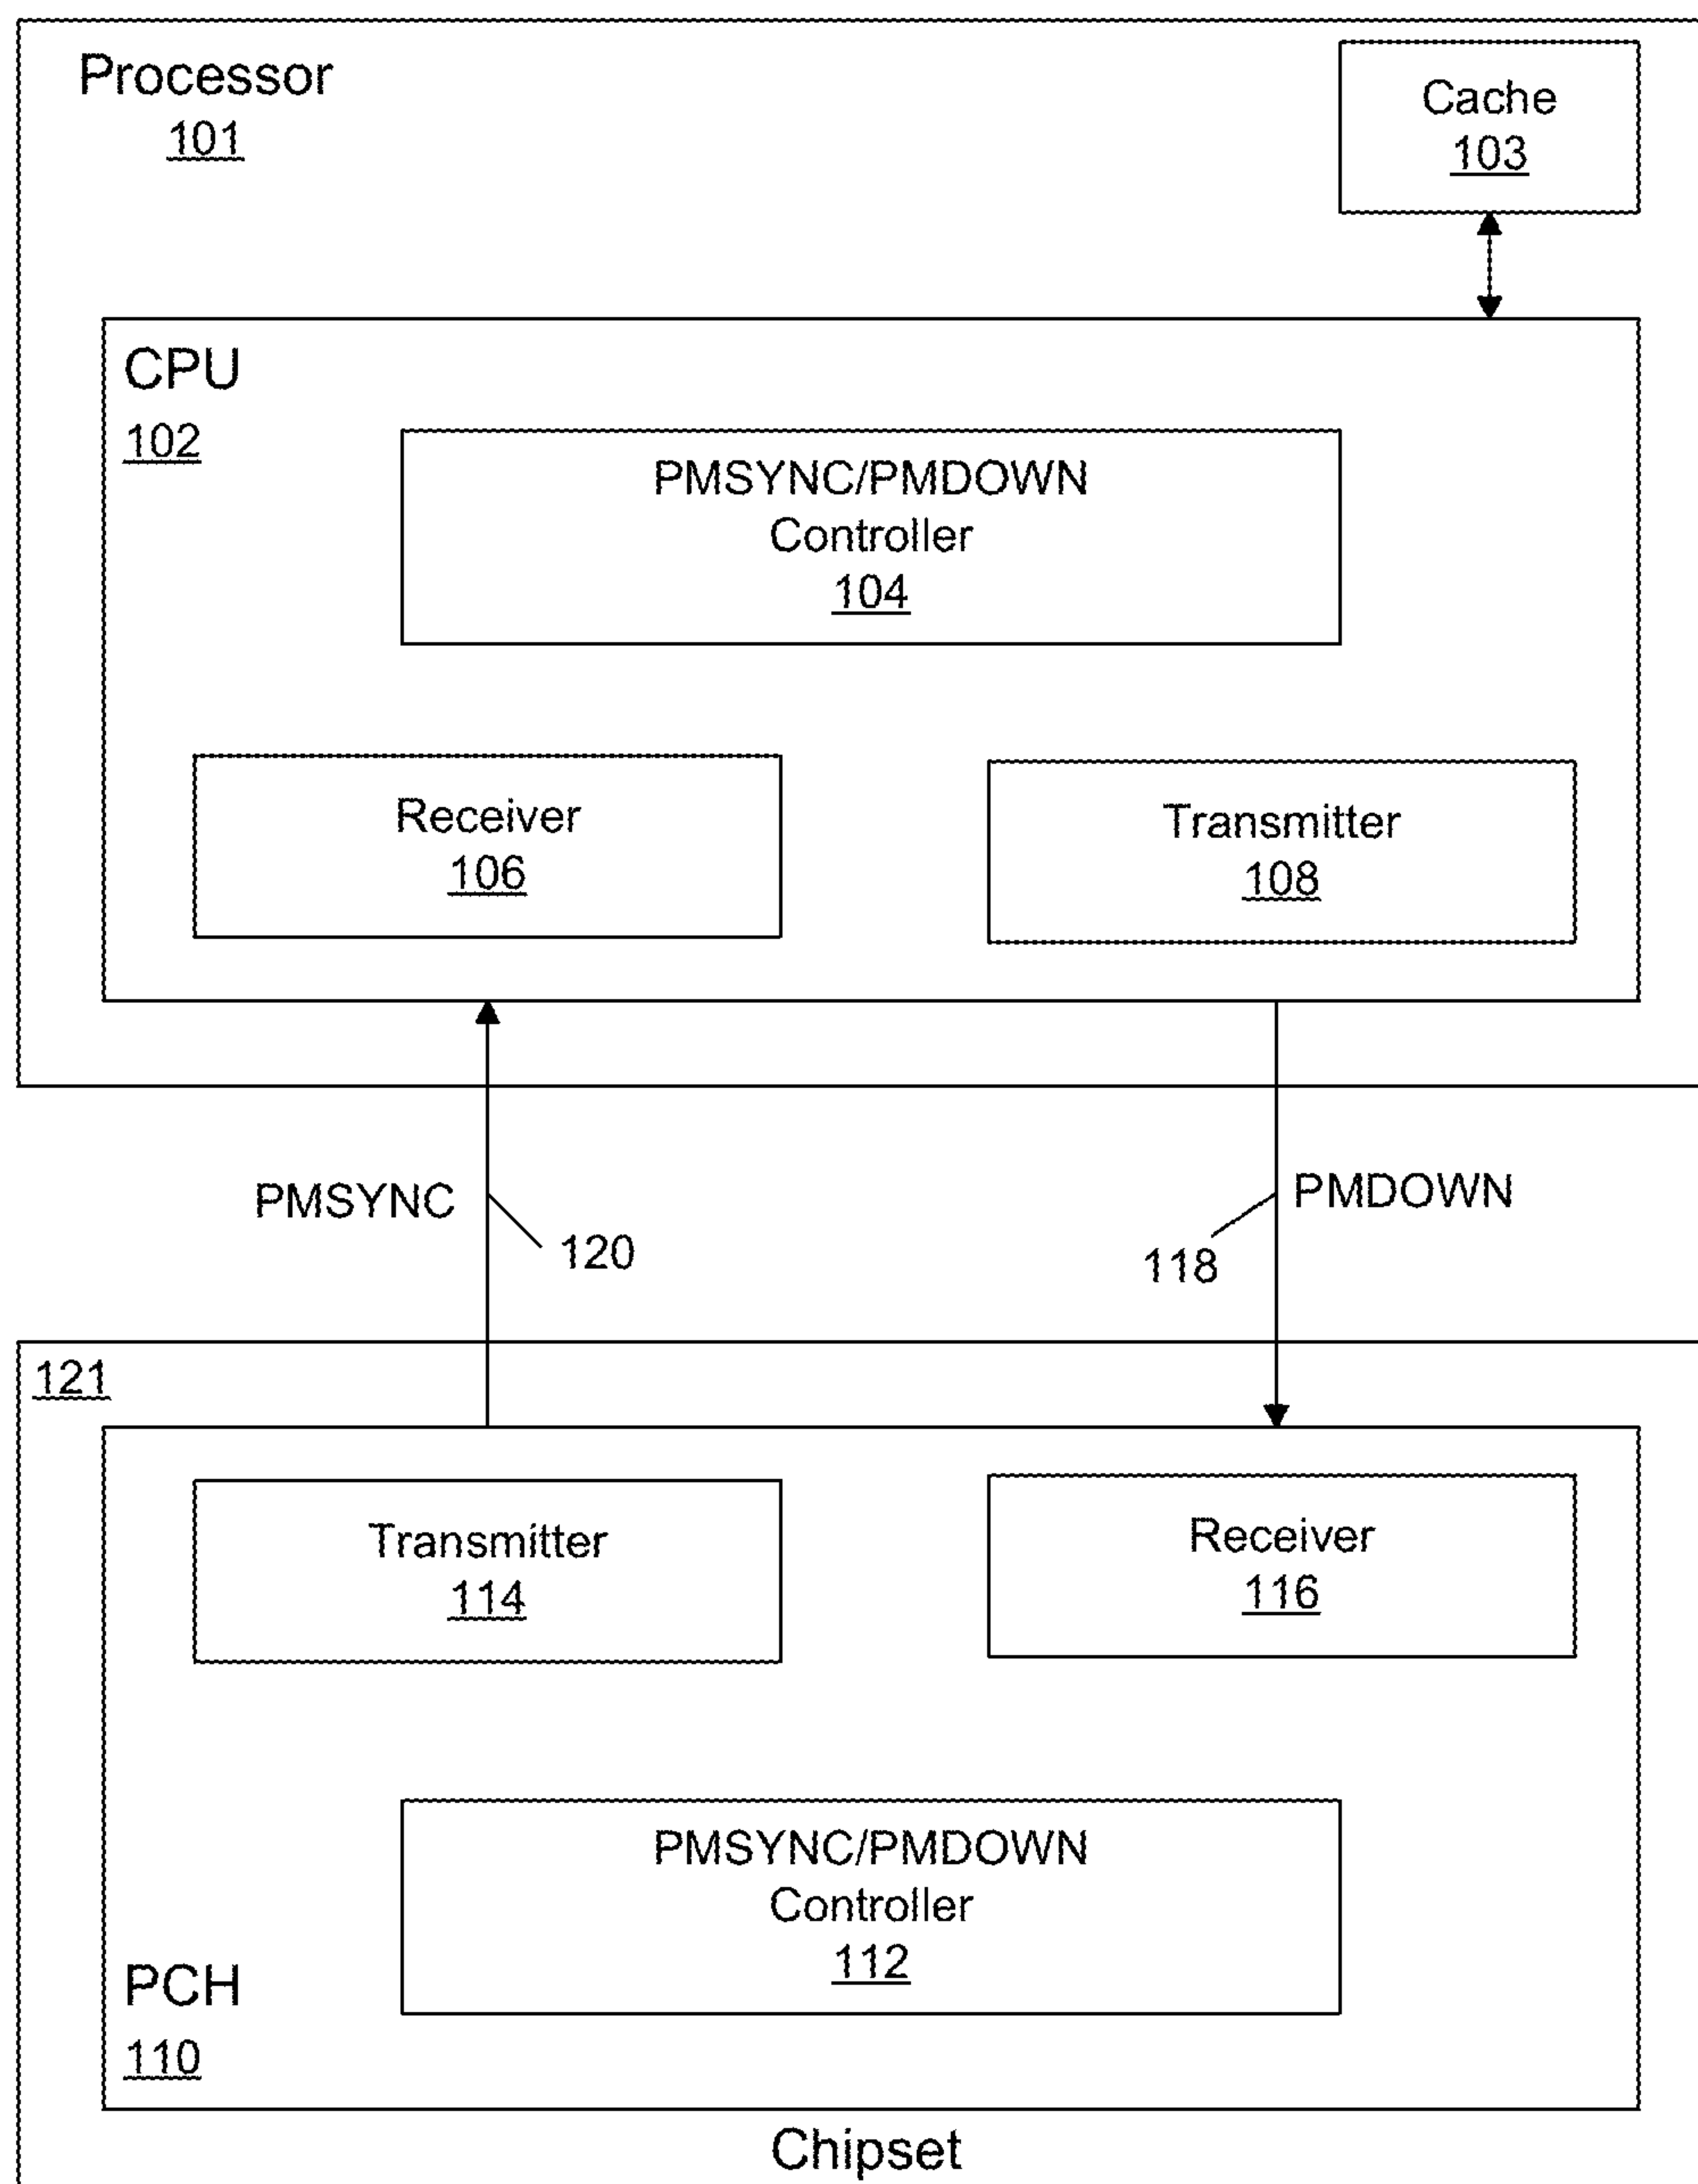 Processor
101
Cache
103
CPU
102
PMSYNC/PMDOWN
Controller
104
Receiver
106
Transmitter
108
PMSYNC
120
PMDOWN
118
121
Transmitter
114
Receiver
116
PMSYNC/PMDOWN
Controller
112
PCH
110
Chipset